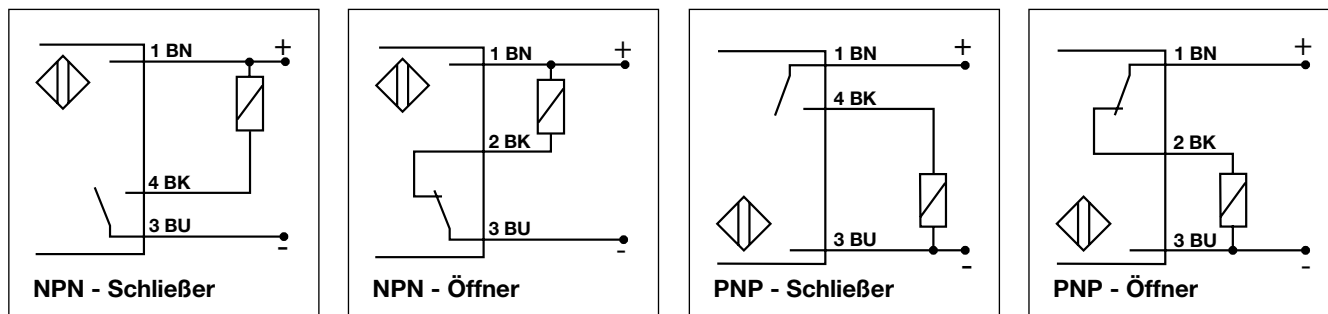 1 BN
+
4 BK
3 BU
-
NPN - Schließer
1 BN
+
2 BK
3 BU
-
NPN - Öffner
1 BN
+
4 BK
3 BU
-
PNP - Schließer
1 BN
+
2 BK
3 BU
-
PNP - Öffner